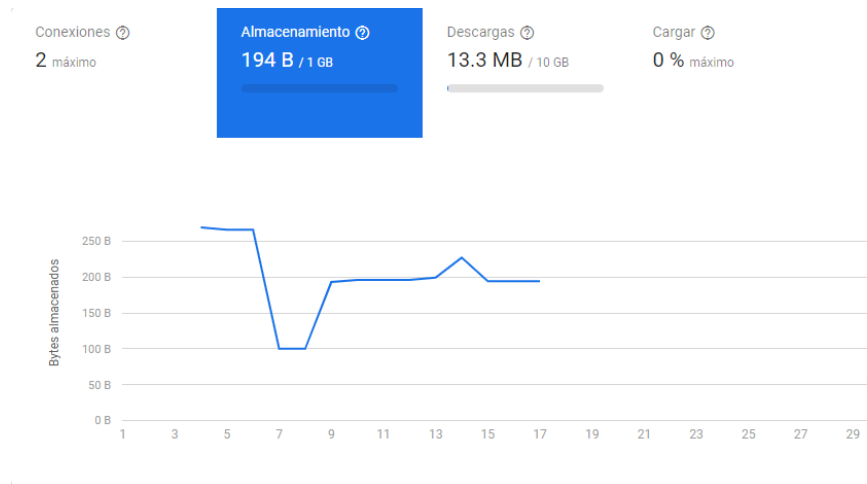 Conexiones
2 máximo
Almacenamiento
194 B / 1 GB
Descargas
13.3 MB / 10 GB
Cargar
0 % máximo
Bytes almacenados
250 B
200 B
150 B
100 B
50 B
0 B
1 3 5 7 9 11 13 15 17 19 21 23 25 27 29